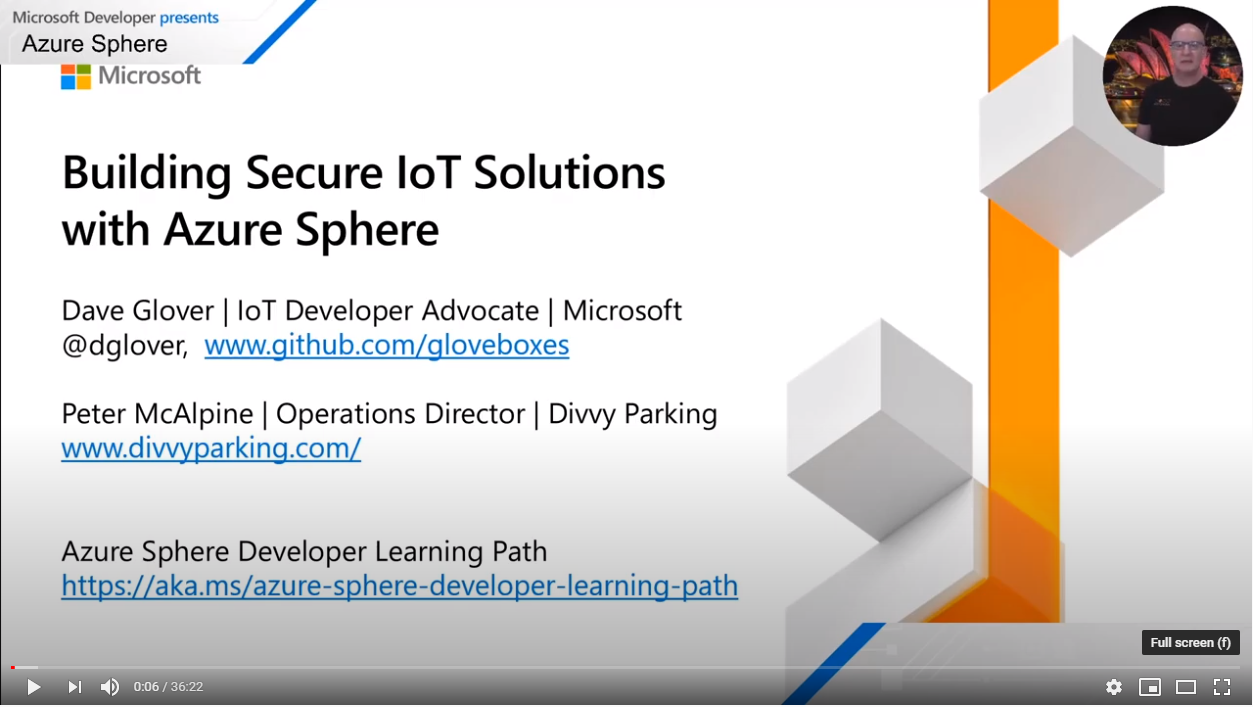 Microsoft Developer presents
Azure Sphere
Microsoft
Building Secure IoT Solutions
with Azure Sphere
Dave Glover | IoT Developer Advocate | Microsoft
@dglover, www.github.com/gloveboxes
Peter McAlpine | Operations Director | Divvy Parking
www.divvyparking.com/
Azure Sphere Developer Learning Path
https://aka.ms/azure-sphere-developer-learning-path
Full screen (f)
0:06 / 36:22